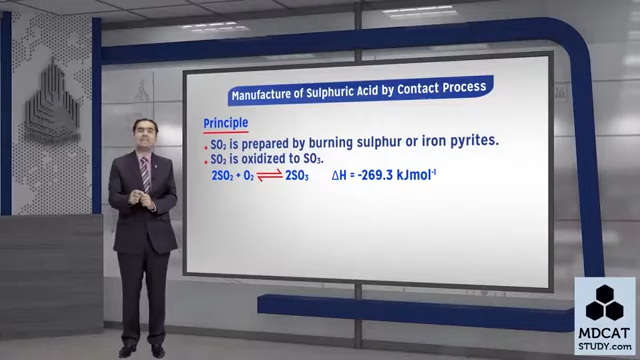 Manufacture of Sulphuric Acid by Contact Process
Principle
• SO₂ is prepared by burning sulphur or iron pyrites.
• SO₂ is oxidized to SO₃.
2SO₂ + O₂ ⇌ 2SO₃ ΔH = -269.3 kJmol⁻¹
MDCAT
STUDY.com